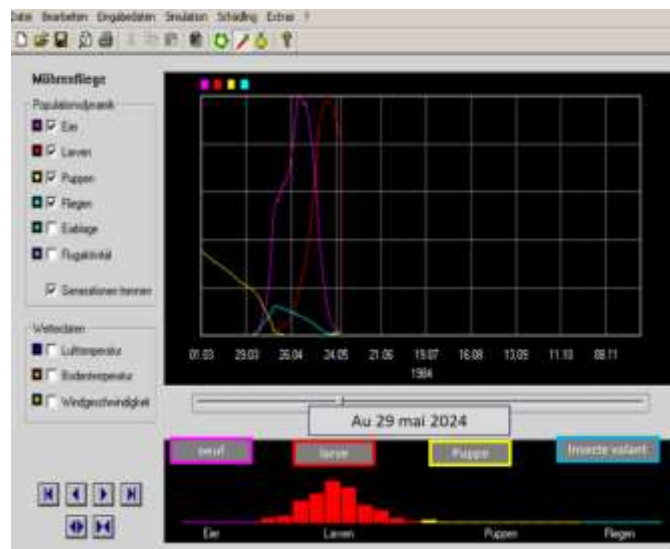 Datei Bearbeiten Eingabedaten Simulation Schädling Extras ?
Möhrenfliege
Populationsdynamik
Eier
Larven
Puppen
Fliegen
Eiablage
Flugaktivität
Generationen trennen
Wetterdaten
Lufttemperatur
Bodentemperatur
Windgeschwindigkeit
01.03 29.03 26.04 24.05 21.06 19.07 16.08 13.09 11.10 08.11
1984
Au 29 mai 2024
oeuf larve Puppe Insecte volant
Eier Larven Puppen Fliegen